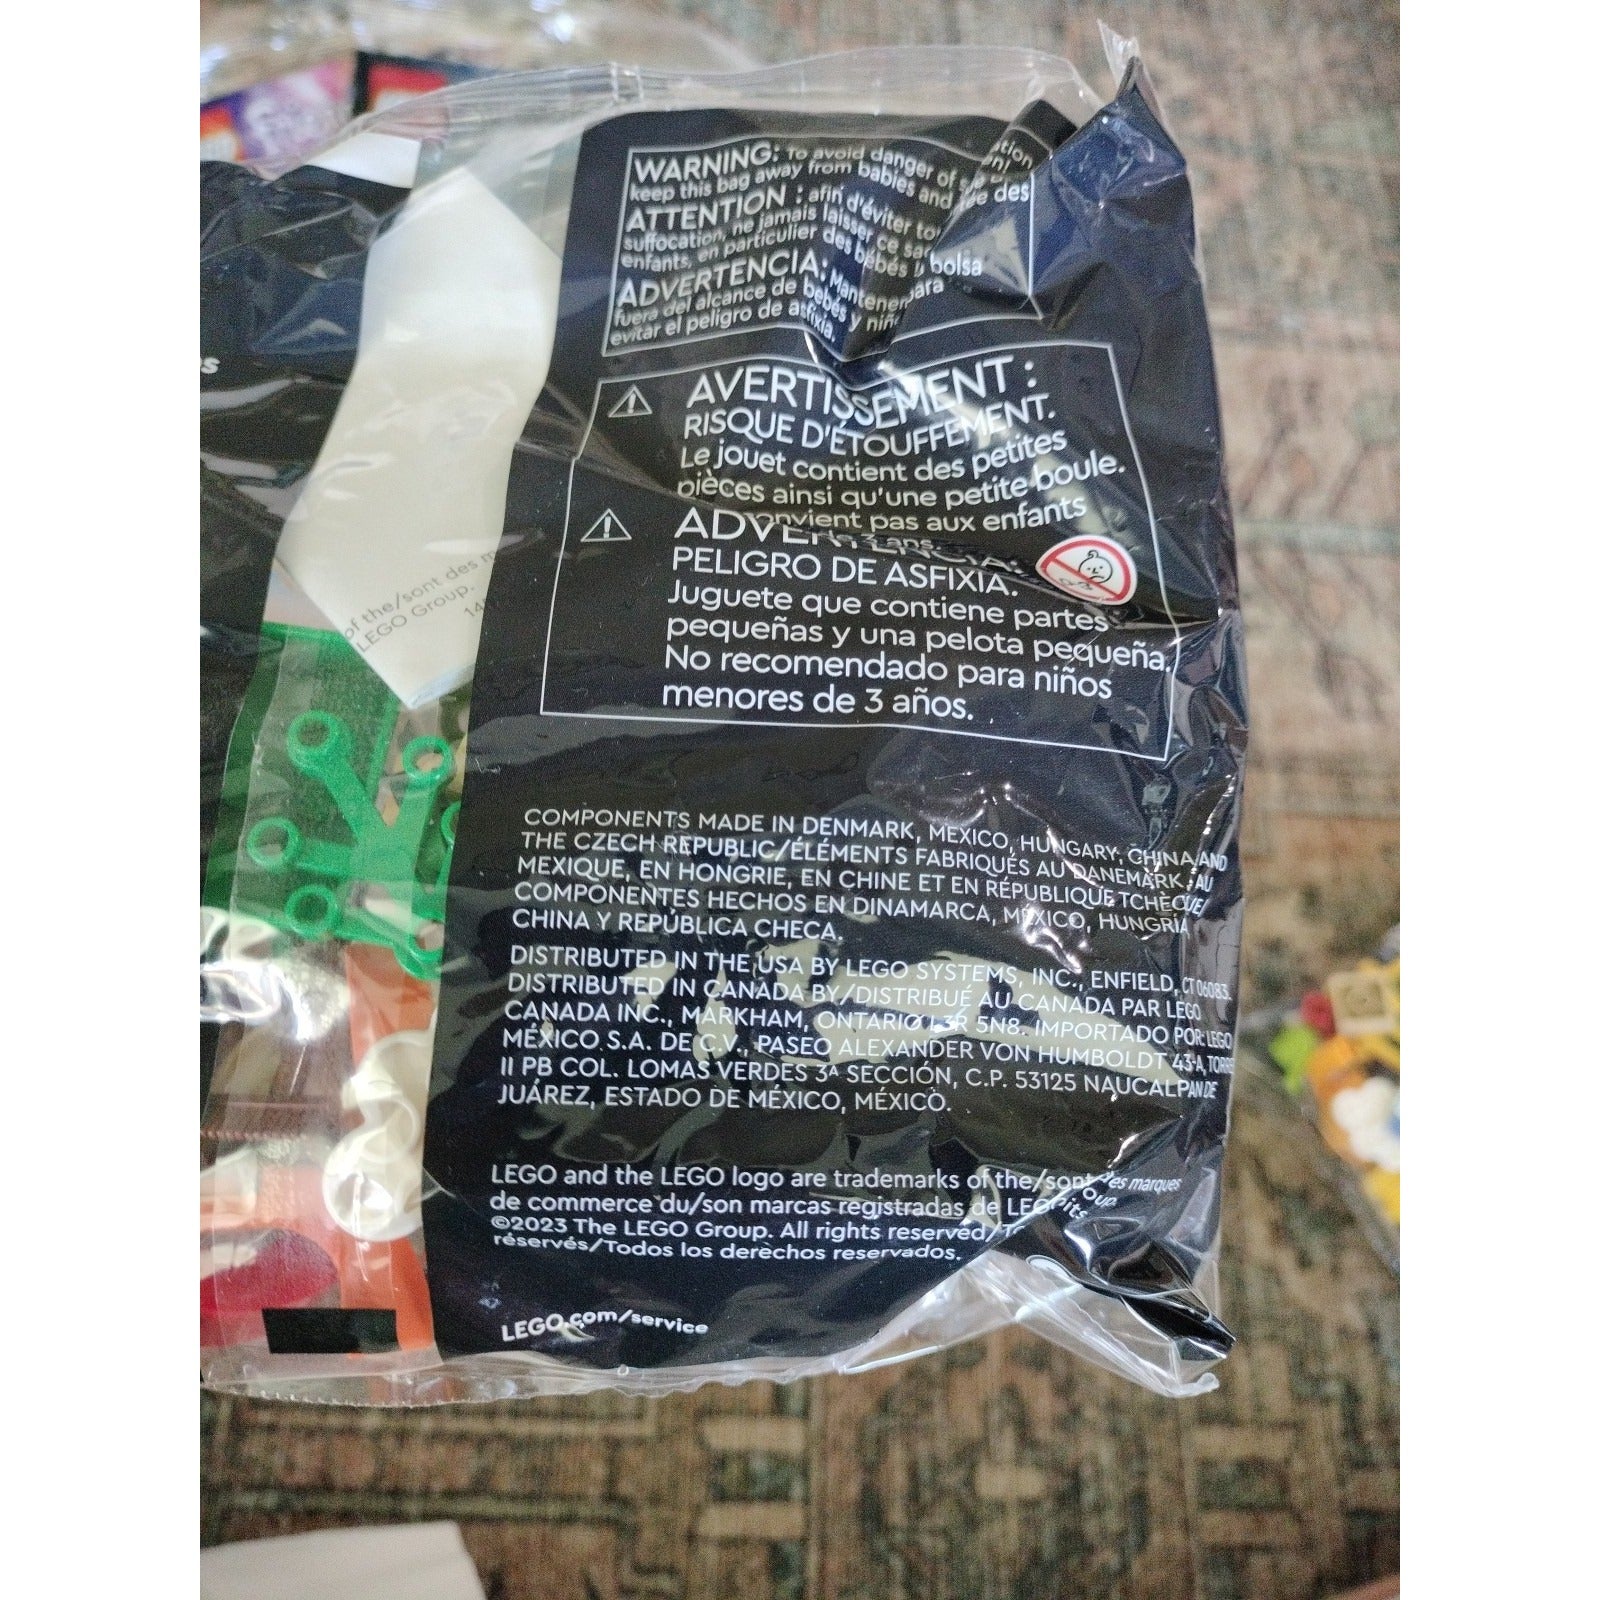 WARNING: To avoid danger of
keep this bag away from babies and
ATTENTION : afin d'éviter
suffocation, ne jamais laisser ce
enfants, en particulier des bébés
ADVERTENCIA: Mantener bolsa
fuera del alcance de bebés y para
evitar el peligro de asfixia.
AVERTISSEMENT :
RISQUE D'ÉTOUFFEMENT.
Le jouet contient des petites
pièces ainsi qu'une petite boule.
convient pas aux enfants
de 3 ans.
ADVERTENCIA:
PELIGRO DE ASFIXIA.
Juguete que contiene partes
pequeñas y una pelota pequeña.
No recomendado para niños
menores de 3 años.
0-3
COMPONENTS MADE IN DENMARK, MEXICO, HUNGARY, CHINA AND
THE CZECH REPUBLIC/ÉLÉMENTS FABRIQUÉS AU DANEMARK, AU
MEXIQUE, EN HONGRIE, EN CHINE ET EN RÉPUBLIQUE TCHÈQUE/
COMPONENTES HECHOS EN DINAMARCA, MÉXICO, HUNGRÍA
CHINA Y REPÚBLICA CHECA.
DISTRIBUTED IN THE USA BY LEGO SYSTEMS, INC., ENFIELD, CT 06083.
DISTRIBUTED IN CANADA BY/DISTRIBUÉ AU CANADA PAR LEGO
CANADA INC., MARKHAM, ONTARIO L3R 5N8. IMPORTADO POR: LEGO
MÉXICO S.A. DE C.V., PASEO ALEXANDER VON HUMBOLDT 43-A, TORRE
II PB COL. LOMAS VERDES 3ᴬ SECCIÓN, C.P. 53125 NAUCALPAN DE
JUÁREZ, ESTADO DE MÉXICO, MÉXICO.
LEGO and the LEGO logo are trademarks of the/sont des marques
de commerce du/son marcas registradas de LEGO
©2023 The LEGO Group. All rights reserved/
réservés/Todos los derechos reservados.
LEGO.com/service
of the/sont des
LEGO Group.